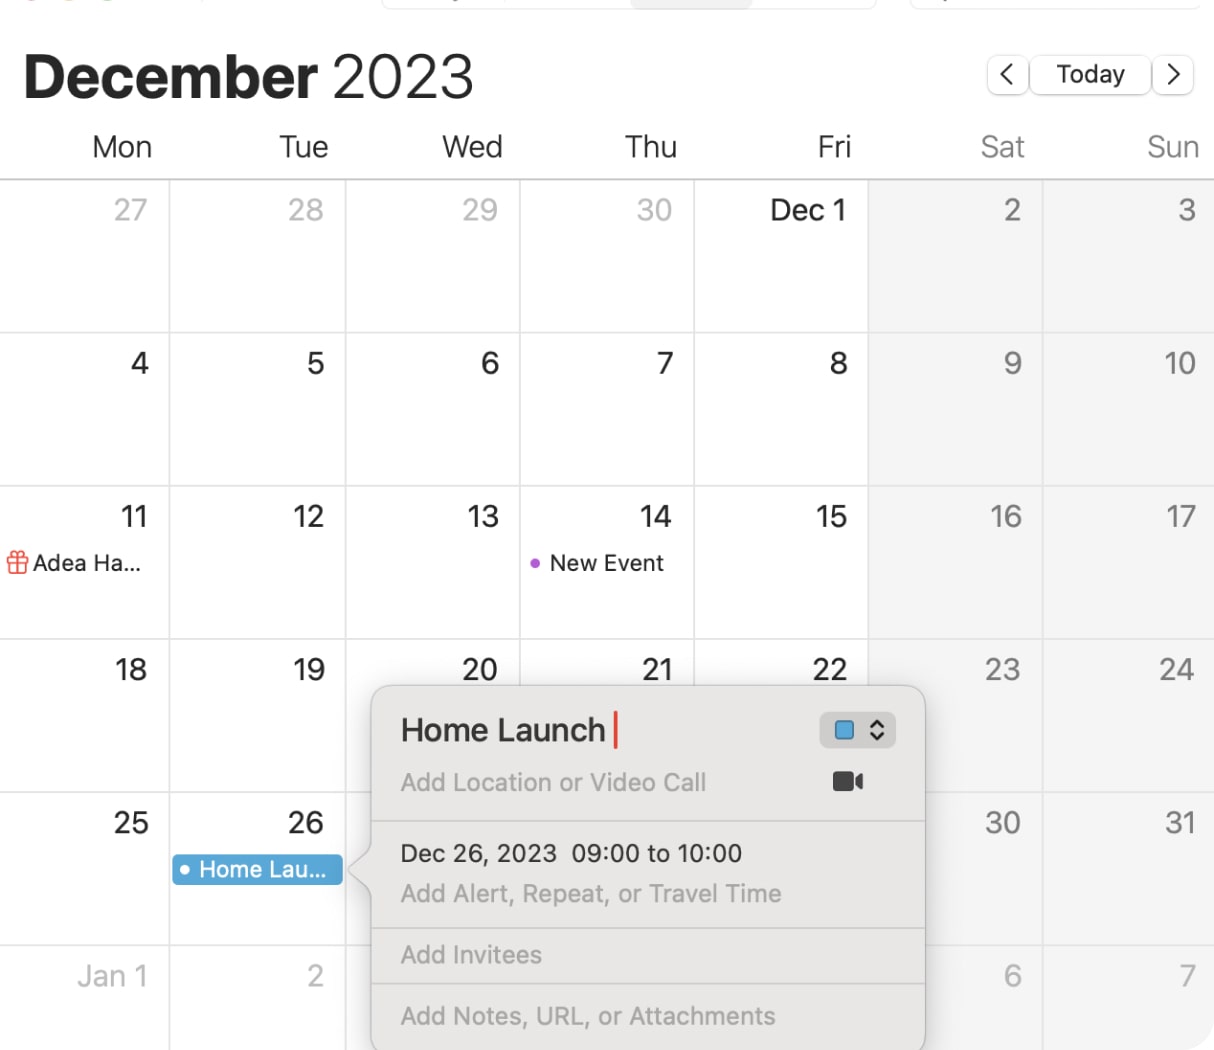 December 2023
Today
Mon Tue Wed Thu Fri Sat Sun
27 28 29 30 Dec 1 2 3
4 5 6 7 8 9 10
11 12 13 14 15 16 17
Adea Ha... New Event
18 19 20 21 22 23 24
25 26 30 31
Home Lau...
Jan 1 2 6 7
Home Launch
Add Location or Video Call
Dec 26, 2023 09:00 to 10:00
Add Alert, Repeat, or Travel Time
Add Invitees
Add Notes, URL, or Attachments